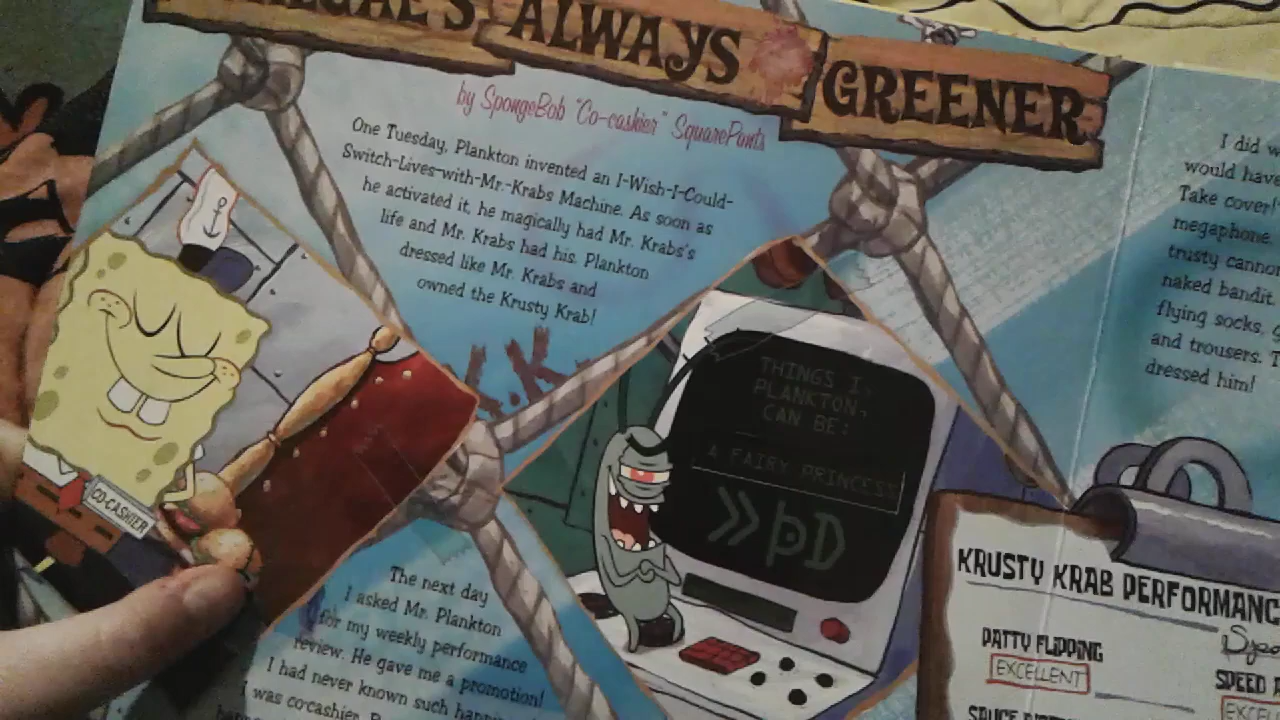 ALWAYS GREENER
by SpongeBob "Co-cashier" SquarePants
One Tuesday, Plankton invented an I-Wish-I-Could-
Switch-Lives-with-Mr.-Krabs Machine. As soon as
he activated it, he magically had Mr. Krabs's
life and Mr. Krabs had his. Plankton
dressed like Mr. Krabs and
owned the Krusty Krab!
CO-CASHIER
THINGS I,
PLANKTON,
CAN BE:
A FAIRY PRINCESS
The next day
I asked Mr. Plankton
for my weekly performance
review. He gave me a promotion!
I had never known such
was co-cashier.
I did
would have
Take cover!
megaphone.
trusty
naked bandit.
flying socks,
and trousers.
dressed him!
KRUSTY KRAB
PATTY FLIPPING
EXCELLENT
SPEED